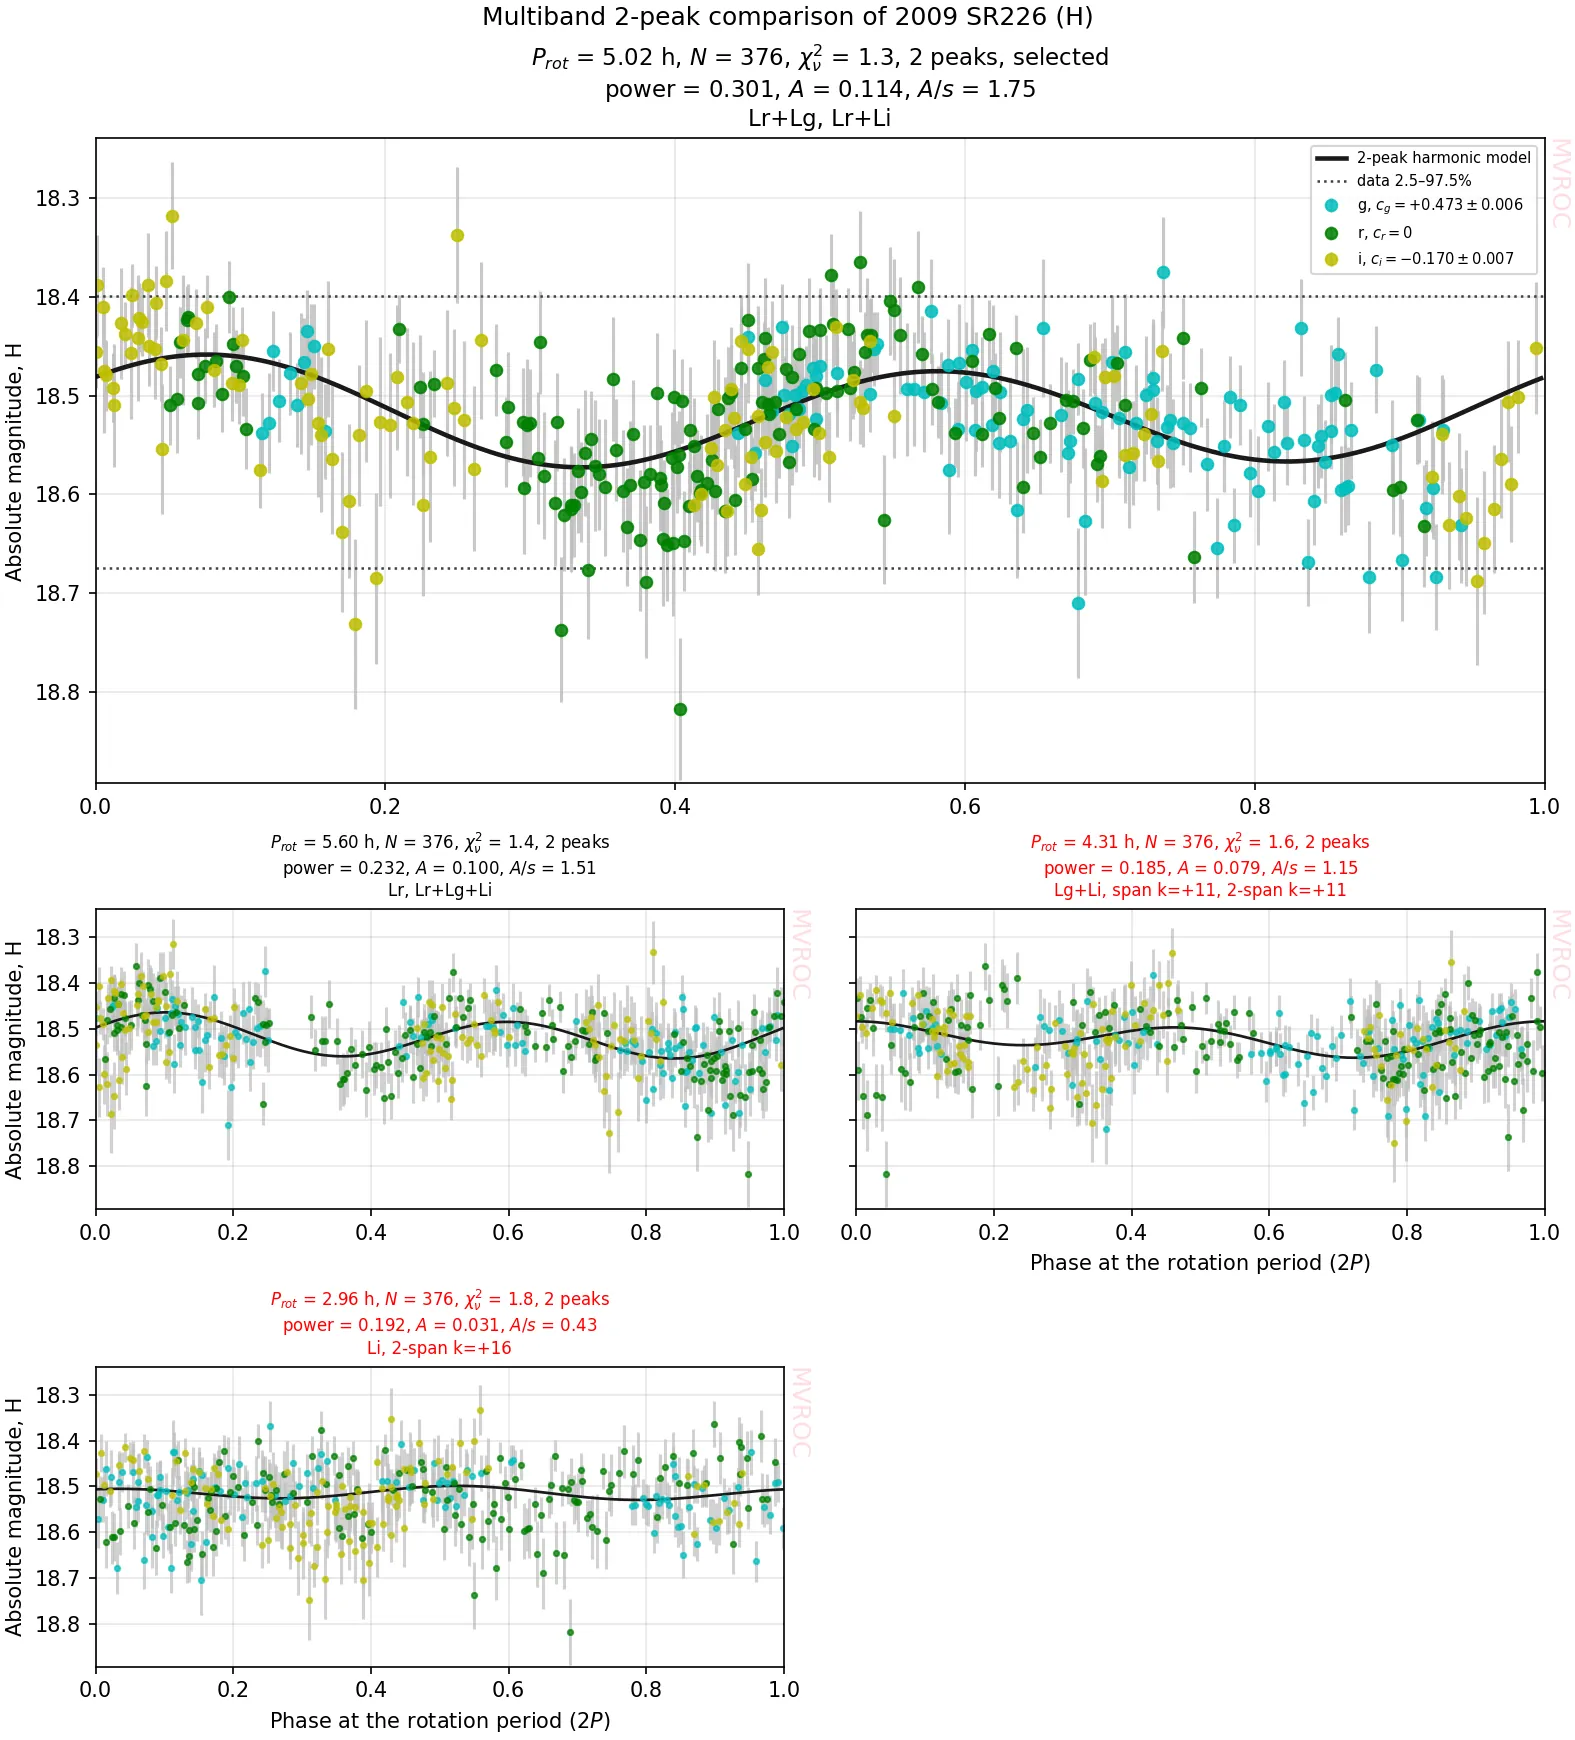 Multiband 2-peak comparison of 2009 SR226 (H)
P_rot = 5.02 h, N = 376, χ²_ν = 1.3, 2 peaks, selected
power = 0.301, A = 0.114, A/s = 1.75
Lr+Lg, Lr+Li
2-peak harmonic model
data 2.5–97.5%
g, c_g = +0.473 ± 0.006
r, c_r = 0
i, c_i = −0.170 ± 0.007
MVROC
Absolute magnitude, H
18.3
18.4
18.5
18.6
18.7
18.8
0.0 0.2 0.4 0.6 0.8 1.0
P_rot = 5.60 h, N = 376, χ²_ν = 1.4, 2 peaks
power = 0.232, A = 0.100, A/s = 1.51
Lr, Lr+Lg+Li
MVROC
Absolute magnitude, H
18.3
18.4
18.5
18.6
18.7
18.8
0.0 0.2 0.4 0.6 0.8 1.0
P_rot = 4.31 h, N = 376, χ²_ν = 1.6, 2 peaks
power = 0.185, A = 0.079, A/s = 1.15
Lg+Li, span k=+11, 2-span k=+11
MVROC
0.0 0.2 0.4 0.6 0.8 1.0
Phase at the rotation period (2P)
P_rot = 2.96 h, N = 376, χ²_ν = 1.8, 2 peaks
power = 0.192, A = 0.031, A/s = 0.43
Li, 2-span k=+16
MVROC
Absolute magnitude, H
18.3
18.4
18.5
18.6
18.7
18.8
0.0 0.2 0.4 0.6 0.8 1.0
Phase at the rotation period (2P)